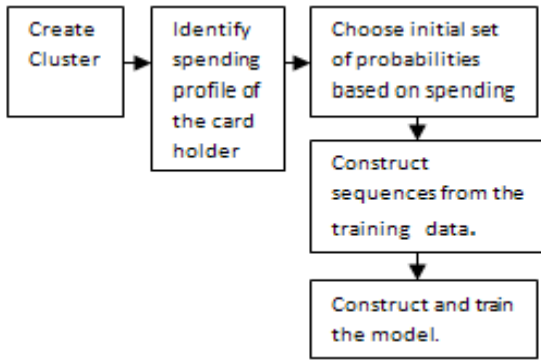 Create
Cluster
Identify
spending
profile of
the card
holder
Choose initial set
of probabilities
based on spending
Construct
sequences from the
training data.
Construct and train
the model.